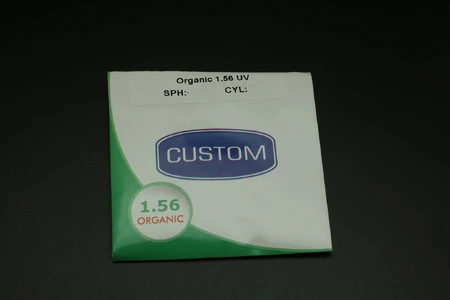 Organic 1.56 UV
SPH: CYL:
CUSTOM
1.56
ORGANIC